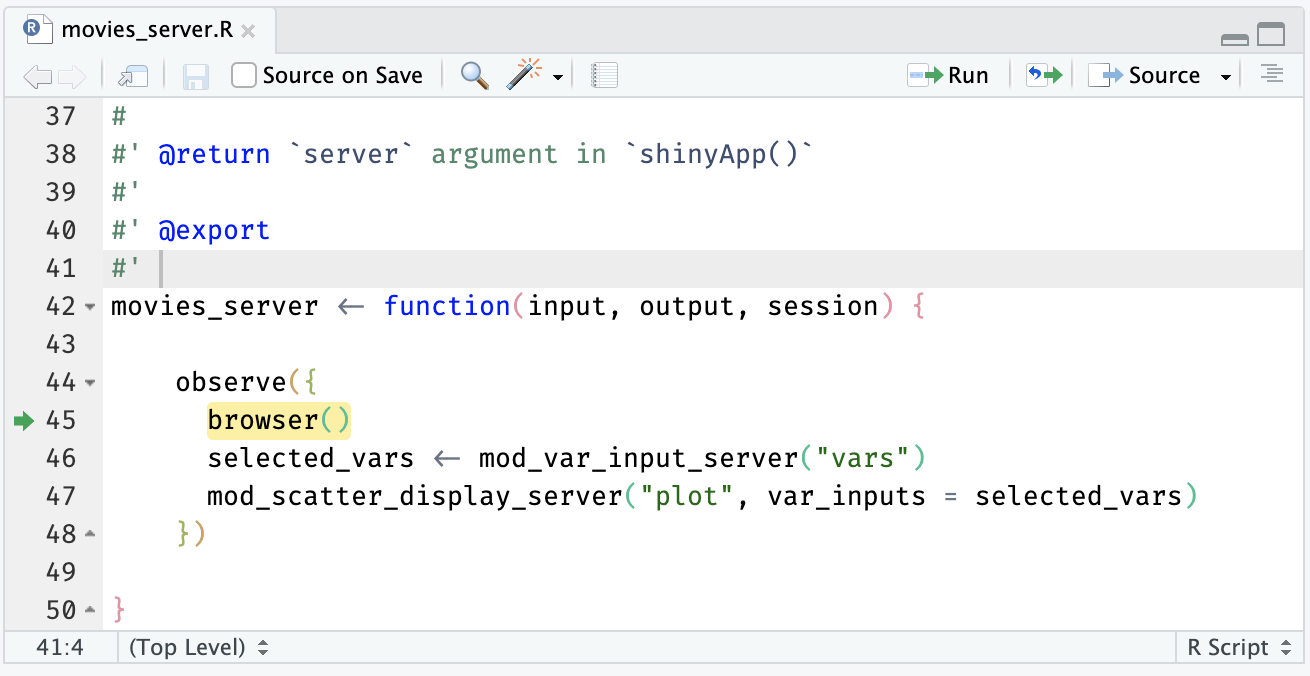 movies_server.R
Source on Save Run Source
37 #
38 #' @return `server` argument in `shinyApp()`
39 #'
40 #' @export
41 #'
42 movies_server <- function(input, output, session) {
43
44 observe({
45 browser()
46 selected_vars <- mod_var_input_server("vars")
47 mod_scatter_display_server("plot", var_inputs = selected_vars)
48 })
49
50 }
41:4 (Top Level) R Script